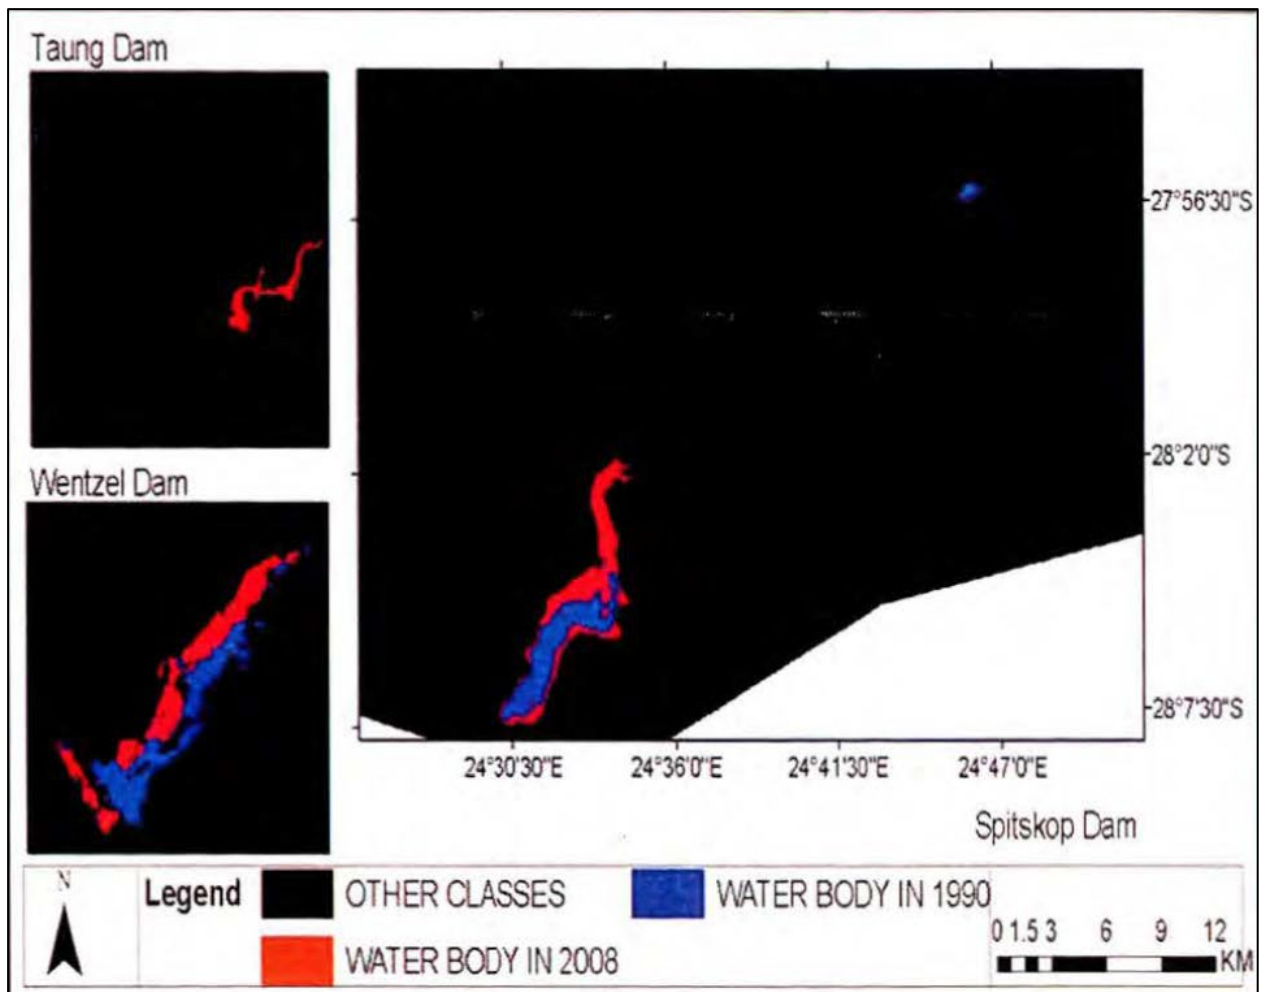 Taung Dam
Wentzel Dam
27°56'30"S
28°2'0"S
28°7'30"S
24°30'30"E 24°36'0"E 24°41'30"E 24°47'0"E
Spitskop Dam
N
Legend
OTHER CLASSES
WATER BODY IN 1990
WATER BODY IN 2008
0 1.5 3 6 9 12
KM